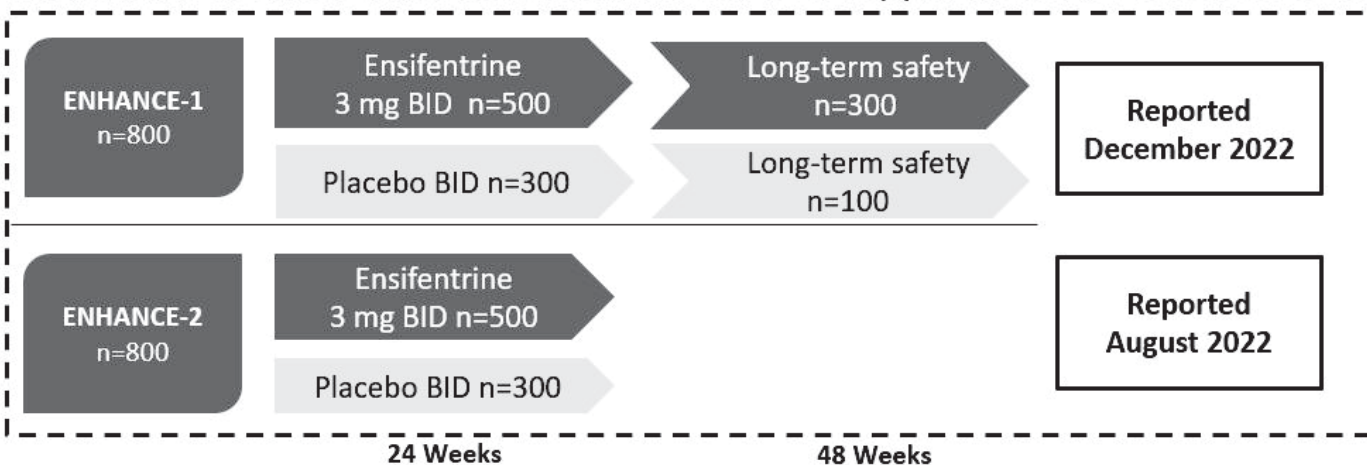 ENHANCE-1
n=800
Ensifentrine
3 mg BID n=500
Long-term safety
n=300
Reported
December 2022
Placebo BID n=300
Long-term safety
n=100
ENHANCE-2
n=800
Ensifentrine
3 mg BID n=500
Reported
August 2022
Placebo BID n=300
24 Weeks
48 Weeks